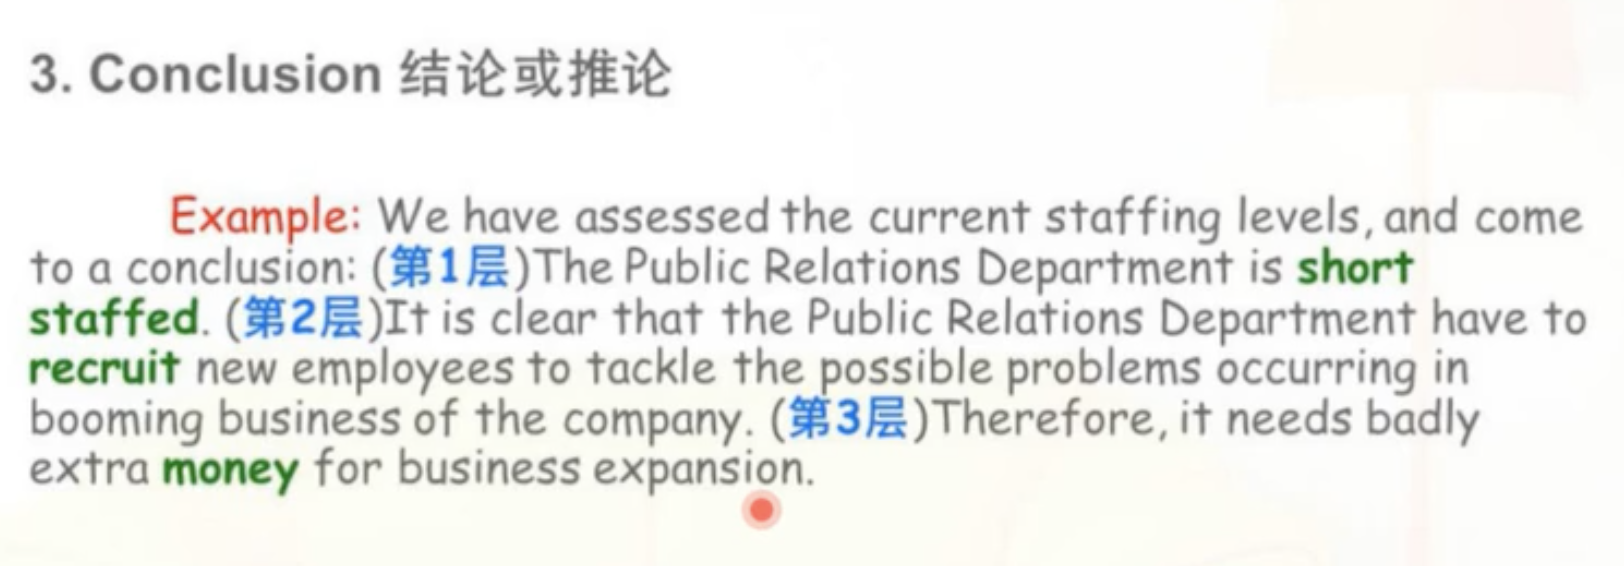 3. Conclusion 结论或推论
Example: We have assessed the current staffing levels, and come
to a conclusion: (第1层)The Public Relations Department is short
staffed. (第2层)It is clear that the Public Relations Department have to
recruit new employees to tackle the possible problems occurring in
booming business of the company. (第3层)Therefore, it needs badly
extra money for business expansion.